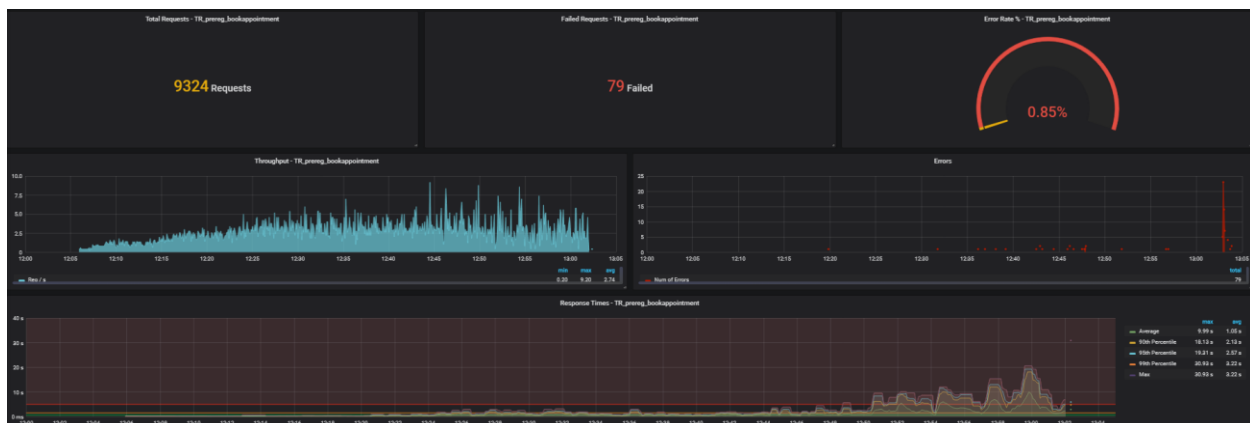 Total Requests - TR_prereg_bookappointment
Failed Requests - TR_prereg_bookappointment
Error Rate % - TR_prereg_bookappointment
9324 Requests
79 Failed
0.85%
Throughput - TR_prereg_bookappointment
10.0
7.5
5.0
2.5
0
12:00 12:05 12:10 12:15 12:20 12:25 12:30 12:35 12:40 12:45 12:50 12:55 13:00 13:05
min max avg
Req / s 0.20 9.20 2.74
Errors
25
20
15
10
5
0
12:00 12:05 12:10 12:15 12:20 12:25 12:30 12:35 12:40 12:45 12:50 12:55 13:00 13:05
total
Num of Errors 79
Response Times - TR_prereg_bookappointment
40 s
30 s
20 s
10 s
0 ms
max avg
Average 9.99 s 1.05 s
90th Percentile 18.13 s 2.13 s
95th Percentile 19.31 s 2.57 s
99th Percentile 30.93 s 3.22 s
Max 30.93 s 3.22 s